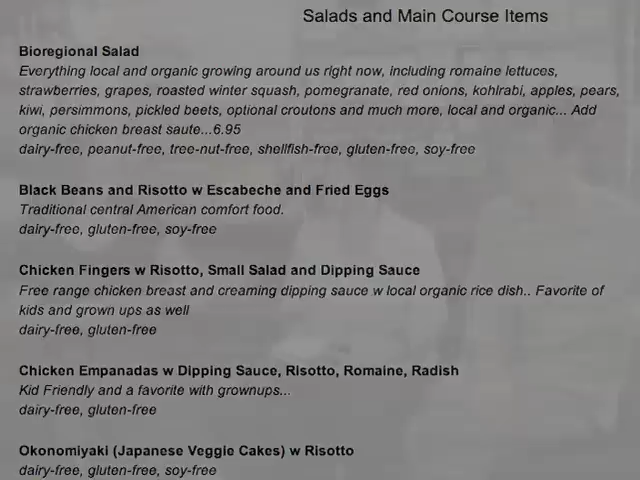 Salads and Main Course Items
Bioregional Salad
Everything local and organic growing around us right now, including romaine lettuces,
strawberries, grapes, roasted winter squash, pomegranate, red onions, kohlrabi, apples, pears,
kiwi, persimmons, pickled beets, optional croutons and much more, local and organic... Add
organic chicken breast saute...6.95
dairy-free, peanut-free, tree-nut-free, shellfish-free, gluten-free, soy-free
Black Beans and Risotto w Escabeche and Fried Eggs
Traditional central American comfort food.
dairy-free, gluten-free, soy-free
Chicken Fingers w Risotto, Small Salad and Dipping Sauce
Free range chicken breast and creaming dipping sauce w local organic rice dish.. Favorite of
kids and grown ups as well
dairy-free, gluten-free
Chicken Empanadas w Dipping Sauce, Risotto, Romaine, Radish
Kid Friendly and a favorite with grownups...
dairy-free, gluten-free
Okonomiyaki (Japanese Veggie Cakes) w Risotto
dairy-free, gluten-free, soy-free